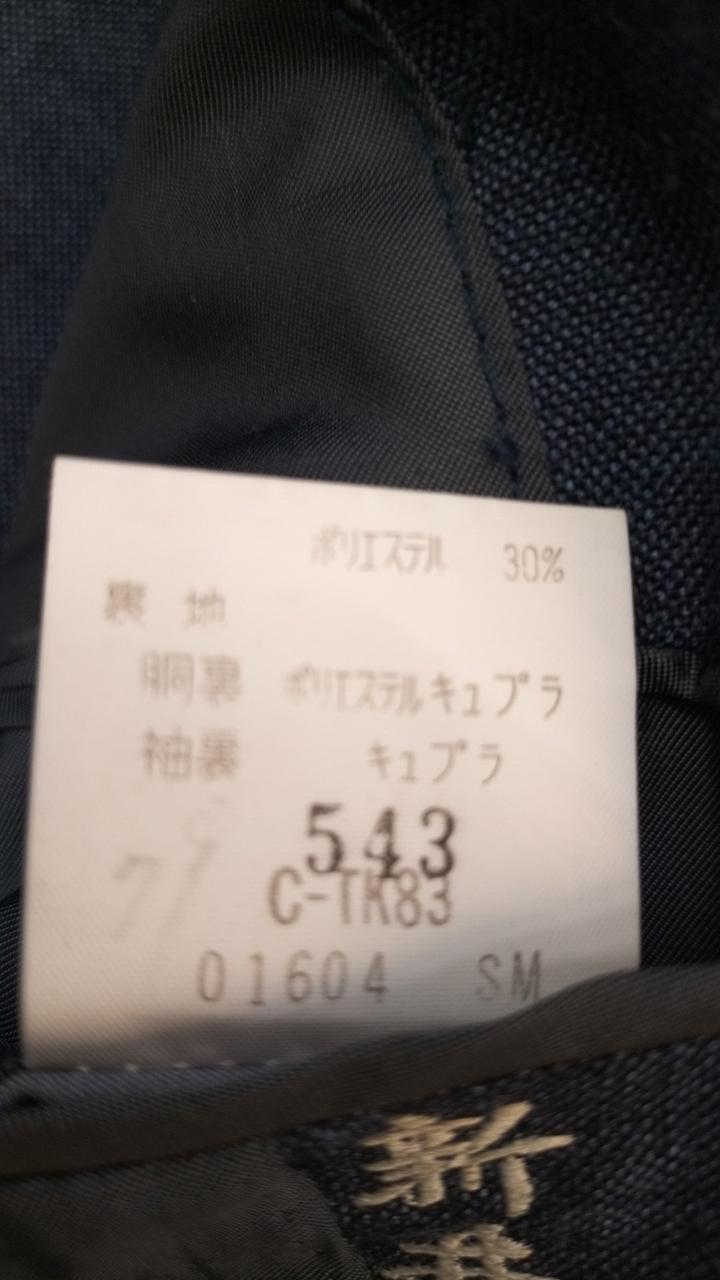 ポリエステル 30%
裏 地
胴裏 ポリエステル キュプラ
袖裏 キュプラ
543
C-TK83
01604 SM